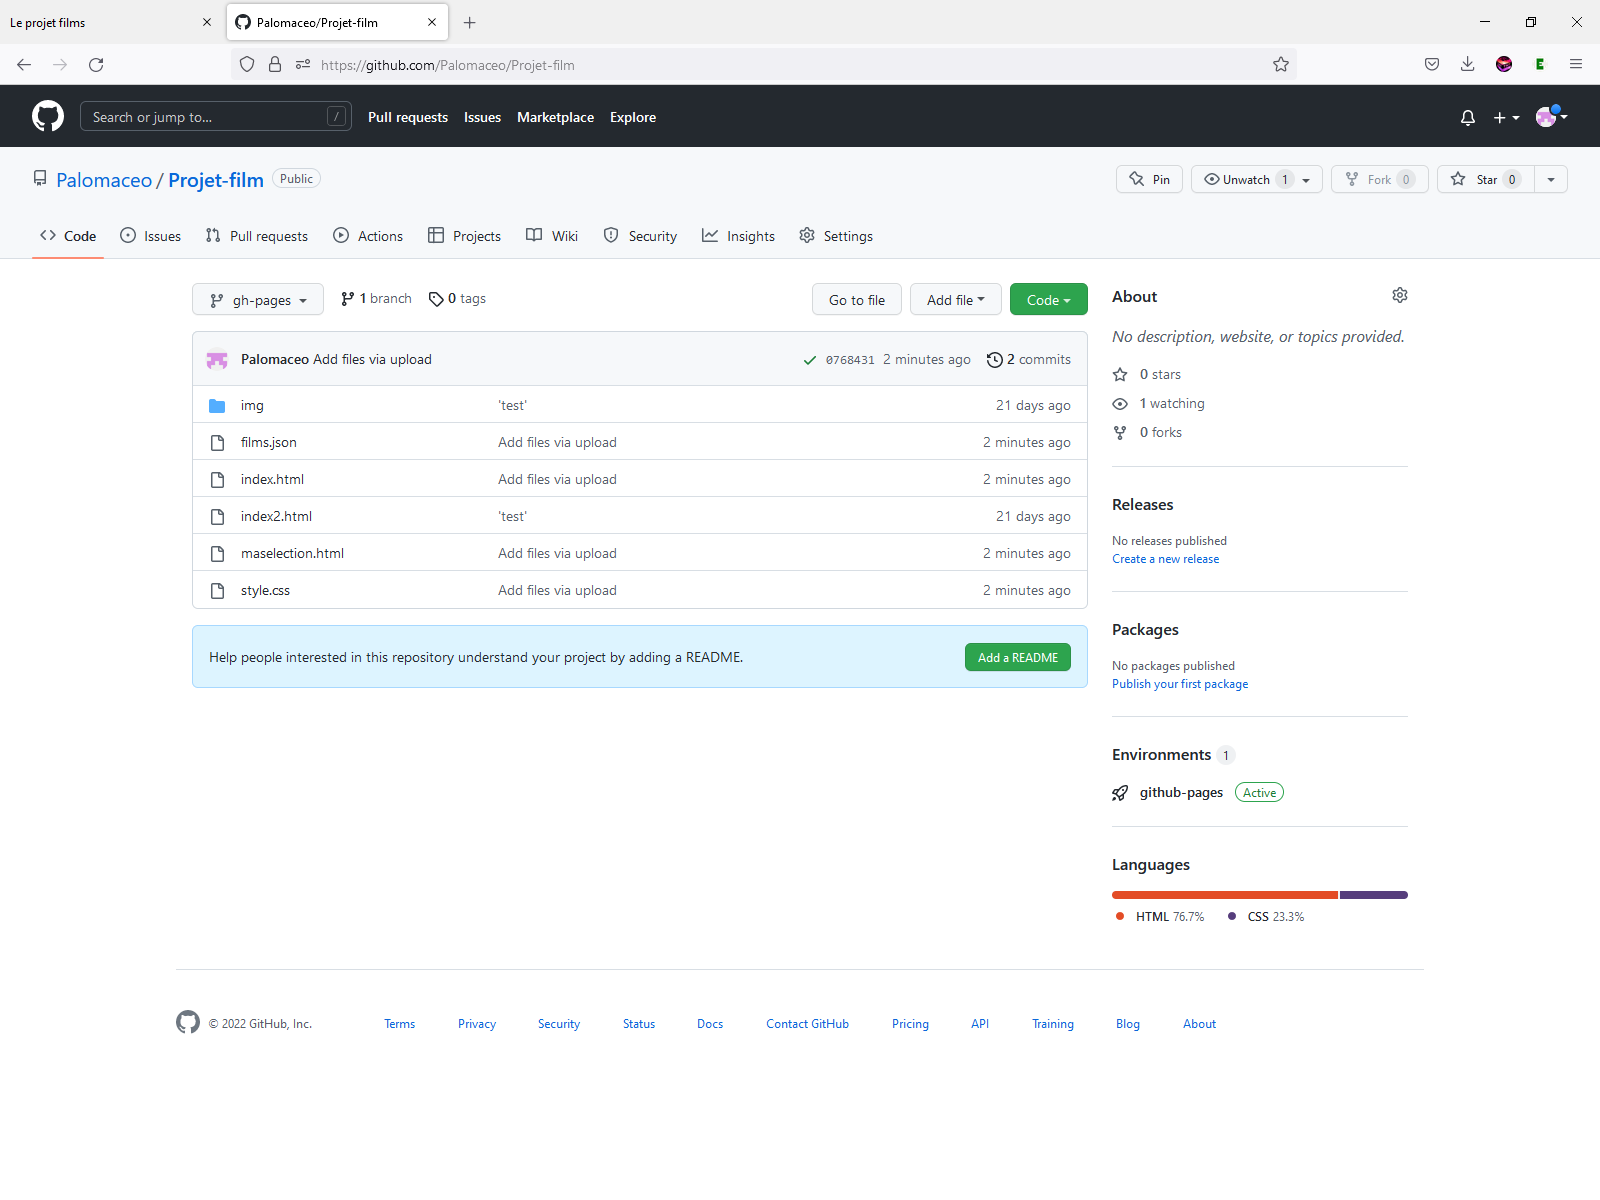 Le projet films
Palomaceo/Projet-film
https://github.com/Palomaceo/Projet-film
E
Search or jump to... /
Pull requests Issues Marketplace Explore
Palomaceo / Projet-film Public
Pin Unwatch 1 Fork 0 Star 0
Code Issues Pull requests Actions Projects Wiki Security Insights Settings
gh-pages 1 branch 0 tags Go to file Add file Code
Palomaceo Add files via upload 0768431 2 minutes ago 2 commits
img 'test' 21 days ago
films.json Add files via upload 2 minutes ago
index.html Add files via upload 2 minutes ago
index2.html 'test' 21 days ago
maselection.html Add files via upload 2 minutes ago
style.css Add files via upload 2 minutes ago
Help people interested in this repository understand your project by adding a README. Add a README
About
No description, website, or topics provided.
0 stars
1 watching
0 forks
Releases
No releases published
Create a new release
Packages
No packages published
Publish your first package
Environments 1
github-pages Active
Languages
HTML 76.7% CSS 23.3%
© 2022 GitHub, Inc. Terms Privacy Security Status Docs Contact GitHub Pricing API Training Blog About